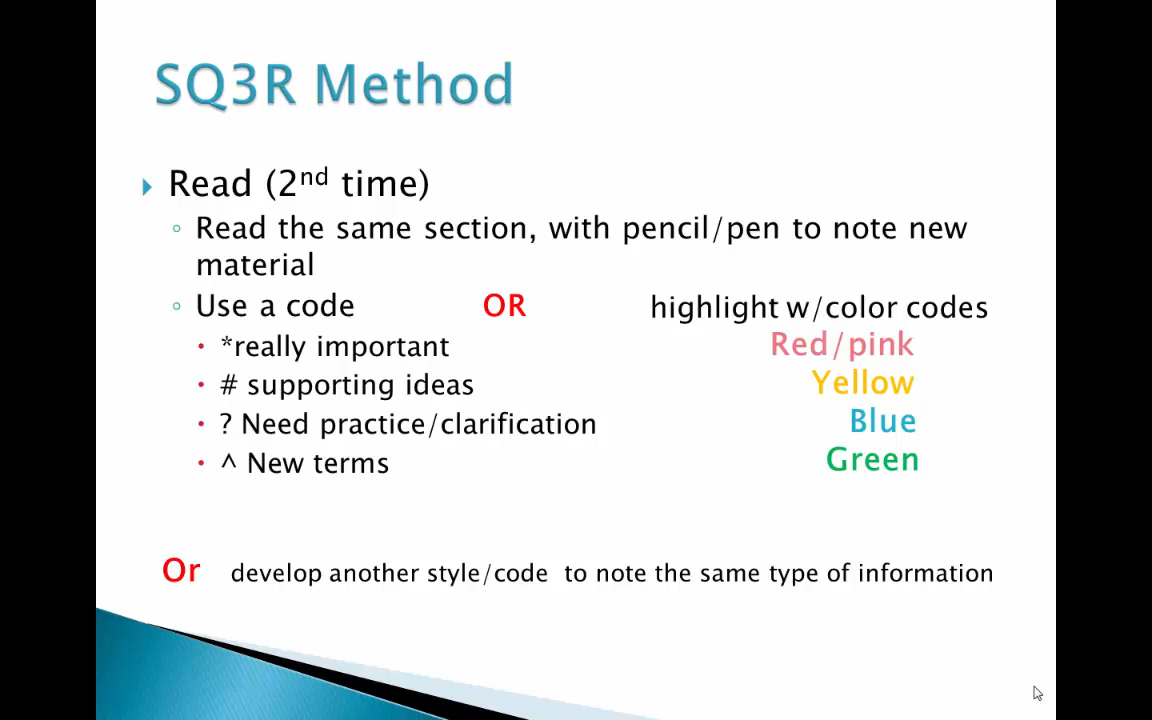 SQ3R Method
Read (2nd time)
Read the same section, with pencil/pen to note new
material
Use a code OR highlight w/color codes
*really important Red/pink
# supporting ideas Yellow
? Need practice/clarification Blue
^ New terms Green
Or develop another style/code to note the same type of information